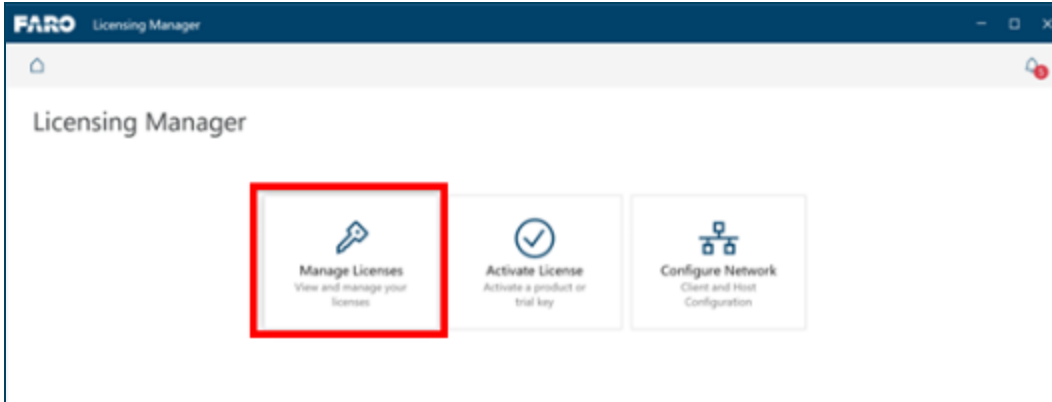 FARO Licensing Manager
5
Licensing Manager
Manage Licenses
View and manage your
licenses
Activate License
Activate a product or
trial key
Configure Network
Client and Host
Configuration